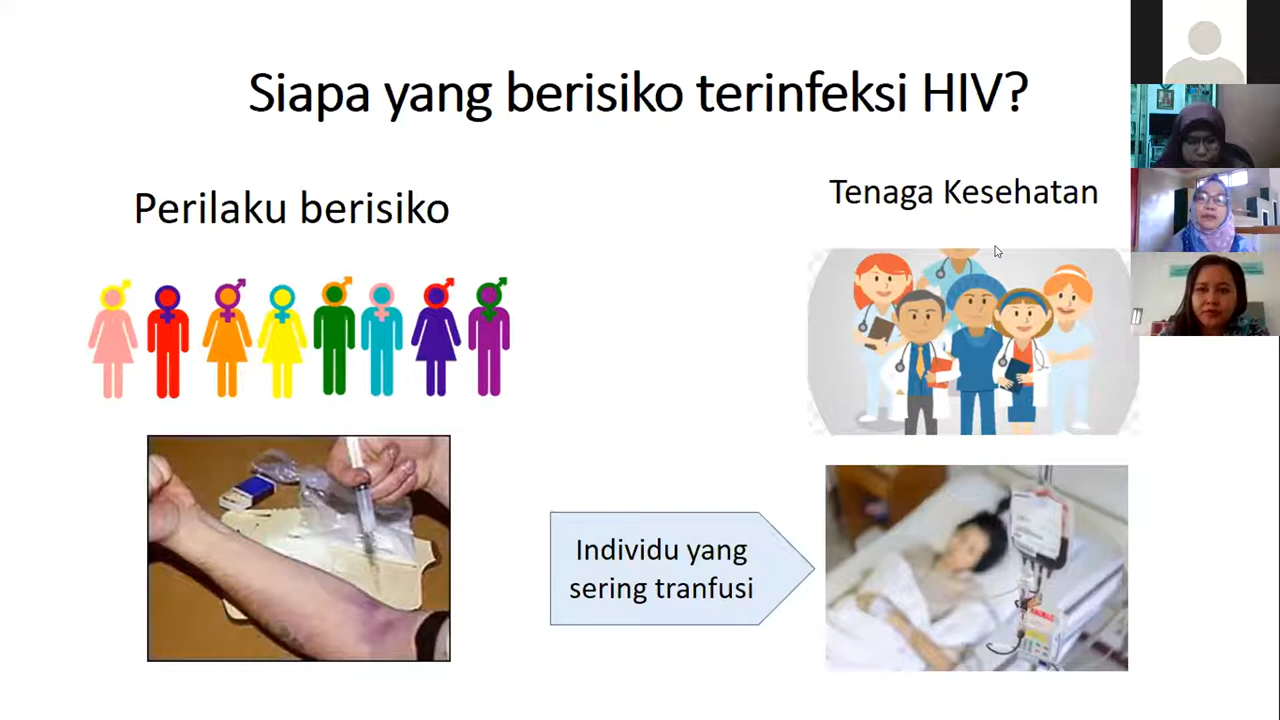 Siapa yang berisiko terinfeksi HIV?
Perilaku berisiko
Tenaga Kesehatan
Individu yang
sering tranfusi